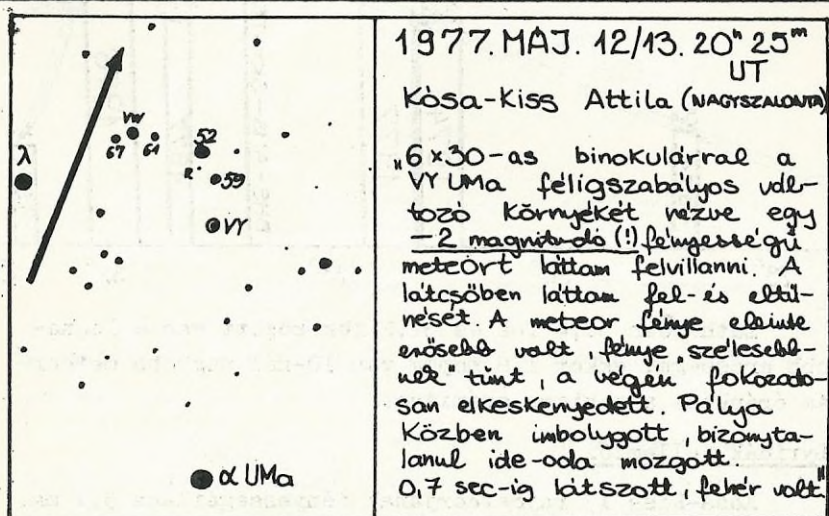 λ
67
VW
61
52
R
59
VY
α UMa
1977. MÁJ. 12/13. 20ʰ 25ᵐ
UT
Kósa-Kiss Attila (NAGYSZALONTA)
„6×30-as binokulárral a
VY UMa féligszabályos vál-
tozó környékét nézve egy
-2 magnitudó (!) fényességű
meteort láttam felvillanni. A
látcsőben láttam fel- és eltű-
nését. A meteor fénye eleinte
erősebb volt, fénye „szélesebb-
nek" tűnt, a végén fokozato-
san elkeskenyedett. Pálya
közben imbolygott, bizonyta-
lanul ide-oda mozgott.
0,7 sec-ig látszott, fehér volt."